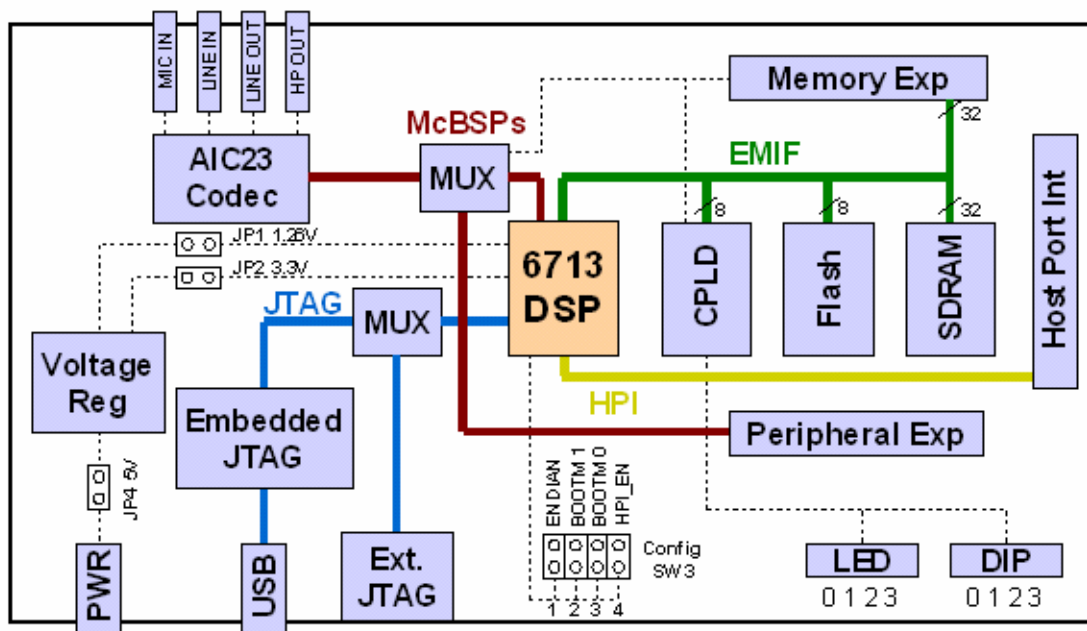 MIC IN
LINE IN
LINE OUT
HP OUT
AIC23
Codec
McBSPs
MUX
Memory Exp
32
EMIF
8
8
32
Host Port Int
JP1 1.26V
JP2 3.3V
6713
DSP
CPLD
Flash
SDRAM
JTAG
MUX
Voltage
Reg
HPI
Embedded
JTAG
Peripheral Exp
JP4 5V
ENDIAN
BOOTM 1
BOOTM 0
HPI_EN
Config
SW3
1 2 3 4
PWR
USB
Ext.
JTAG
LED
DIP
0 1 2 3
0 1 2 3